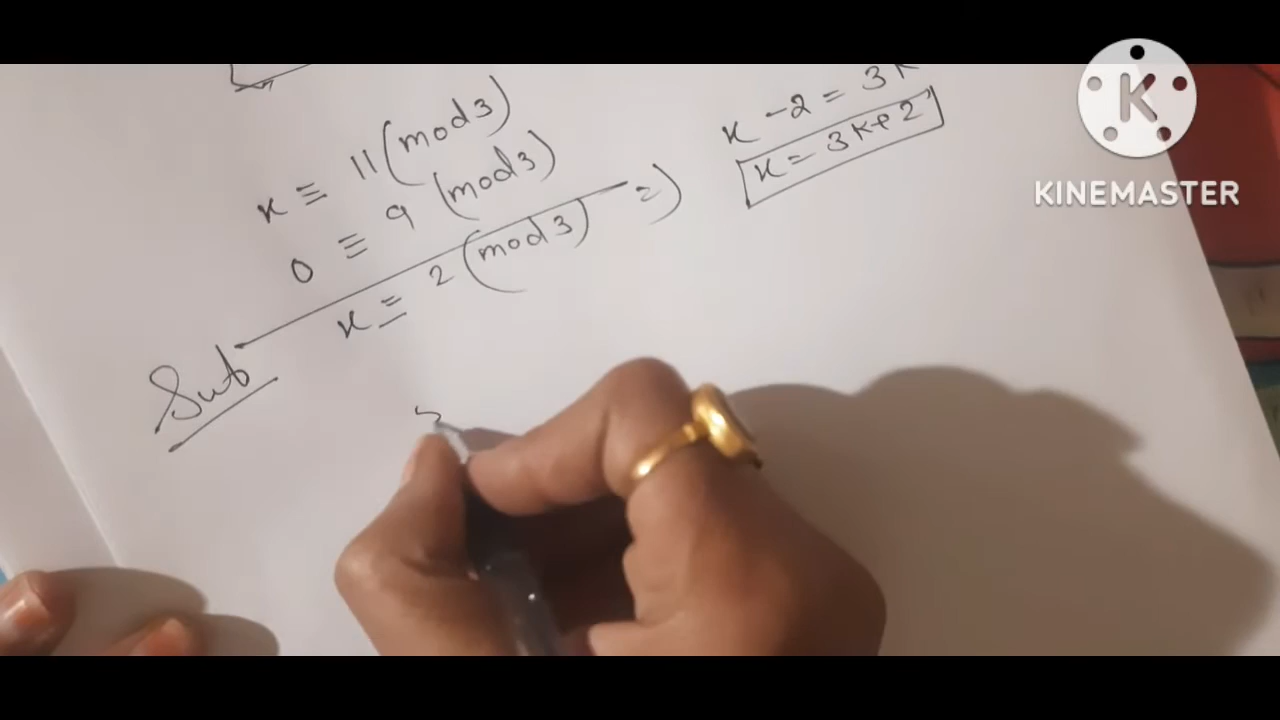 x ≡ 11 (mod 3)
0 ≡ 9 (mod 3)
x ≡ 2 (mod 3) ⇒)
x - 2 = 3K
x = 3K+2
Sub
K
KINEMASTER